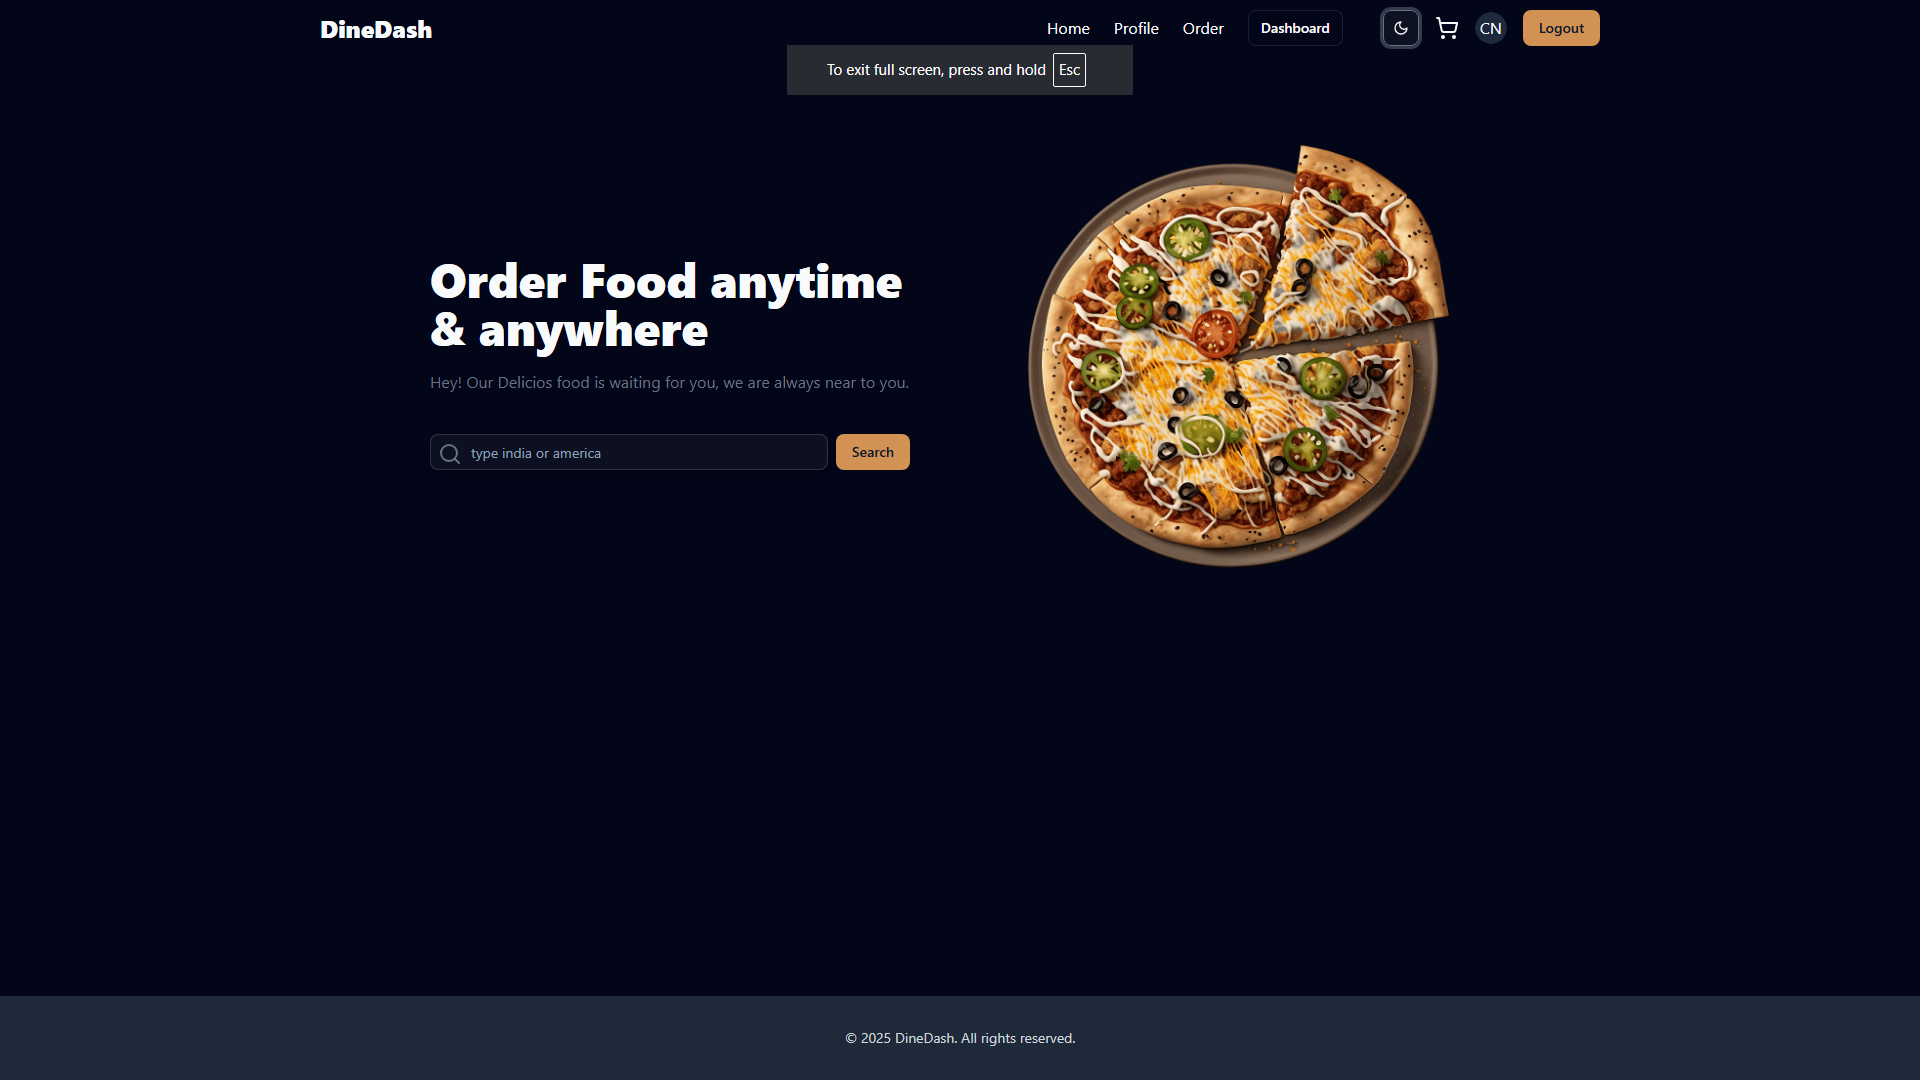 DineDash
Home Profile Order Dashboard CN Logout
To exit full screen, press and hold Esc
Order Food anytime
& anywhere
Hey! Our Delicios food is waiting for you, we are always near to you.
type india or america Search
© 2025 DineDash. All rights reserved.